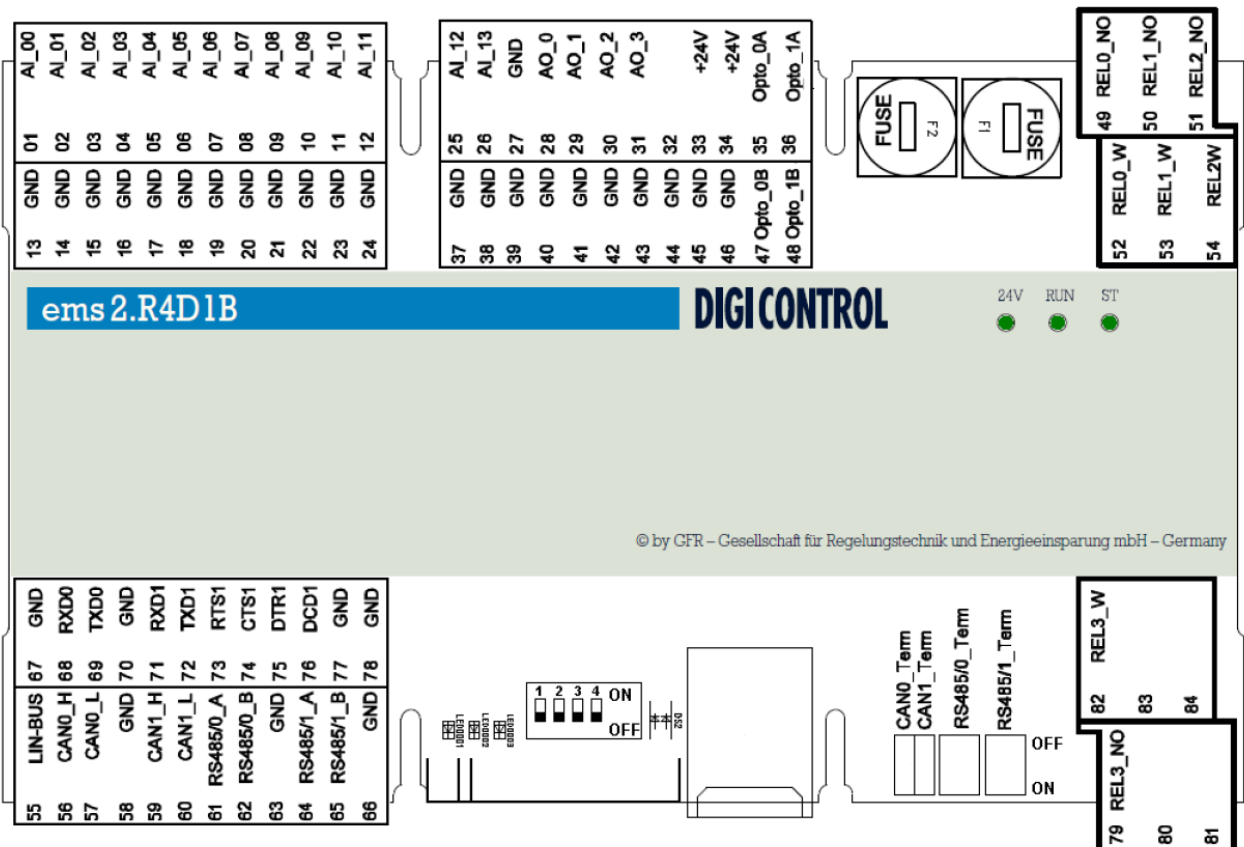 AI_00 AI_01 AI_02 AI_03 AI_04 AI_05 AI_06 AI_07 AI_08 AI_09 AI_10 AI_11
01 02 03 04 05 06 07 08 09 10 11 12
GND GND GND GND GND GND GND GND GND GND GND GND
13 14 15 16 17 18 19 20 21 22 23 24
AI_12 AI_13 GND AO_0 AO_1 AO_2 AO_3 +24V +24V Opto_0A Opto_1A
25 26 27 28 29 30 31 32 33 34 35 36
GND GND GND GND GND GND GND GND GND GND Opto_0B Opto_1B
37 38 39 40 41 42 43 44 45 46 47 48
FUSE F2 F1 FUSE
REL0_NO REL1_NO REL2_NO
49 50 51
REL0_W REL1_W REL2W
52 53 54
ems 2.R4D1B
DIGICONTROL
24V RUN ST
© by GFR – Gesellschaft für Regelungstechnik und Energieeinsparung mbH – Germany
GND RXD0 TXD0 GND RXD1 TXD1 RTS1 CTS1 DTR1 DCD1 GND GND
67 68 69 70 71 72 73 74 75 76 77 78
LIN-BUS CAN0_H CAN0_L GND CAN1_H CAN1_L RS485/0_A RS485/0_B GND RS485/1_A RS485/1_B GND
55 56 57 58 59 60 61 62 63 64 65 66
LED0001 LED0002 LED0003
1 2 3 4 ON
OFF
DS2
CAN0_Term CAN1_Term RS485/0_Term RS485/1_Term
OFF
ON
REL3_W
82 83 84
REL3_NO
79 80 81